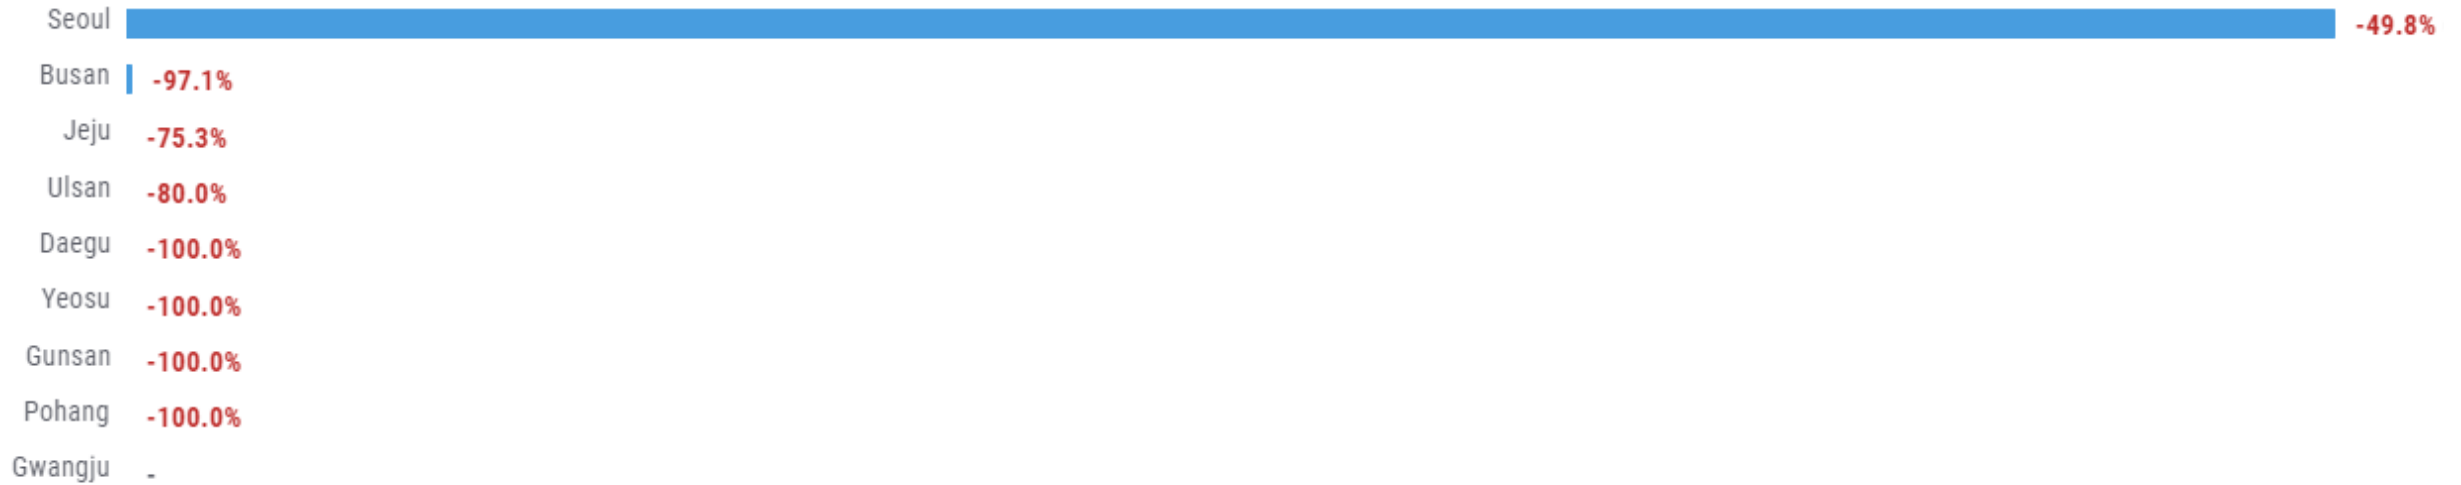 Seoul -49.8%
Busan -97.1%
Jeju -75.3%
Ulsan -80.0%
Daegu -100.0%
Yeosu -100.0%
Gunsan -100.0%
Pohang -100.0%
Gwangju -